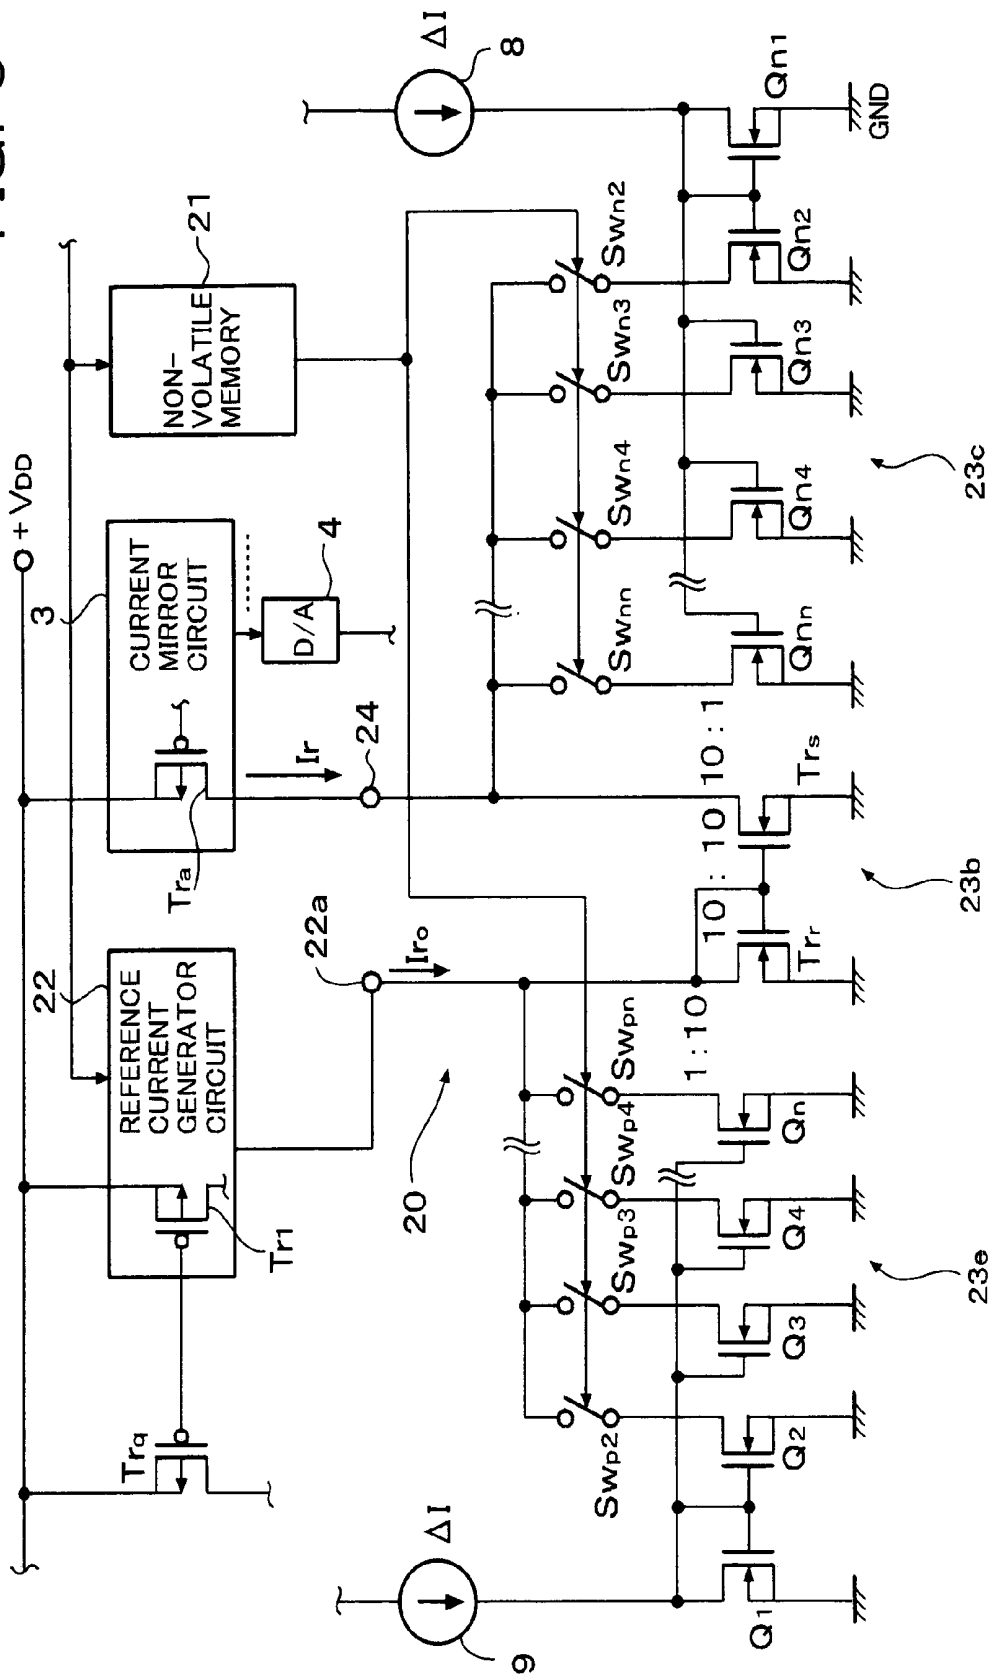 +VDD
3
22
REFERENCE
CURRENT
GENERATOR
CIRCUIT
CURRENT
MIRROR
CIRCUIT
NON-
VOLATILE
MEMORY
21
Trq
Tr1
Tra
D/A
4
Ir
24
22a
Iro
9
ΔI
ΔI
8
20
Swp2
Swp3
Swp4
Swpn
Swnn
Swn4
Swn3
Swn2
1:10
10:10
10:1
Q1
Q2
Q3
Q4
Qn
Trr
Trs
Qnn
Qn4
Qn3
Qn2
Qn1
GND
23e
23b
23c